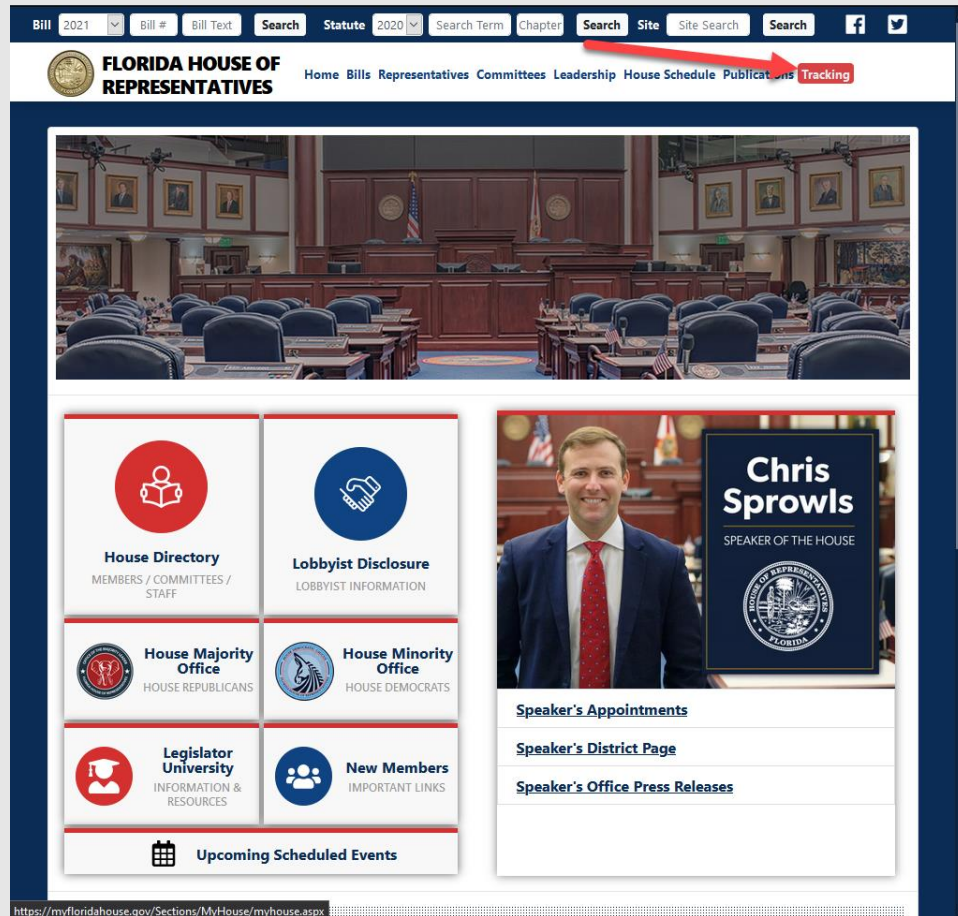 Bill 2021 Bill # Bill Text Search Statute 2020 Search Term Chapter Search Site Site Search Search
FLORIDA HOUSE OF
REPRESENTATIVES
Home Bills Representatives Committees Leadership House Schedule Publications Tracking
Chris
Sprowls
SPEAKER OF THE HOUSE
HOUSE OF REPRESENTATIVES
FLORIDA
House Directory
MEMBERS / COMMITTEES /
STAFF
Lobbyist Disclosure
LOBBYIST INFORMATION
House Majority
Office
HOUSE REPUBLICANS
House Minority
Office
HOUSE DEMOCRATS
Legislator
University
INFORMATION &
RESOURCES
New Members
IMPORTANT LINKS
Upcoming Scheduled Events
Speaker's Appointments
Speaker's District Page
Speaker's Office Press Releases
https://myfloridahouse.gov/Sections/MyHouse/myhouse.aspx